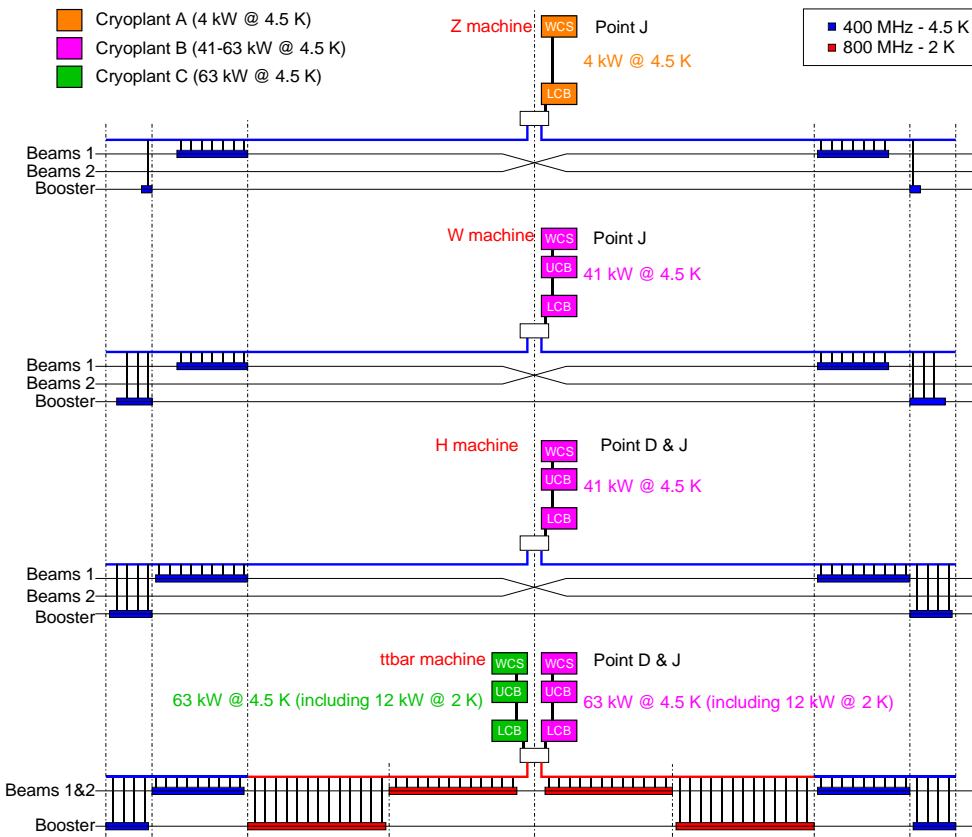 Cryoplant A (4 kW @ 4.5 K)
Cryoplant B (41-63 kW @ 4.5 K)
Cryoplant C (63 kW @ 4.5 K)
400 MHz - 4.5 K
800 MHz - 2 K
Z machine
WCS
Point J
4 kW @ 4.5 K
LCB
Beams 1
Beams 2
Booster
W machine
WCS
Point J
UCB
41 kW @ 4.5 K
LCB
Beams 1
Beams 2
Booster
H machine
WCS
Point D & J
UCB
41 kW @ 4.5 K
LCB
Beams 1
Beams 2
Booster
ttbar machine
WCS
WCS
Point D & J
63 kW @ 4.5 K (including 12 kW @ 2 K)
UCB
UCB
63 kW @ 4.5 K (including 12 kW @ 2 K)
LCB
LCB
Beams 1&2
Booster